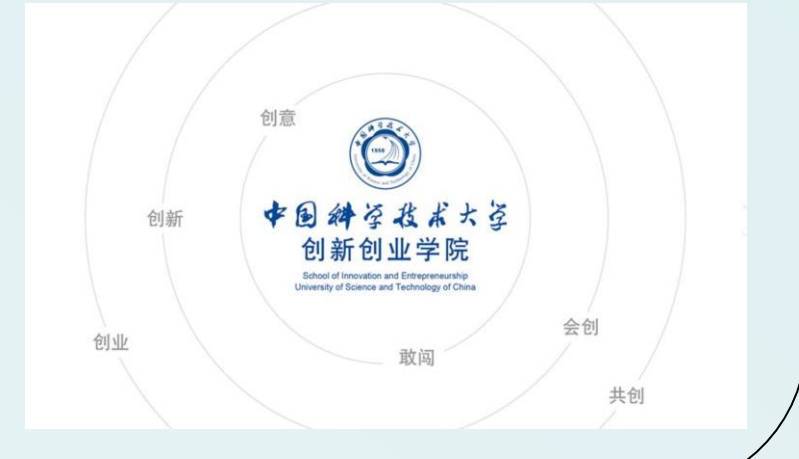 创意
1958
创新
中国科学技术大学
创新创业学院
School of Innovation and Entrepreneurship
University of Science and Technology of China
会创
创业
敢闯
共创